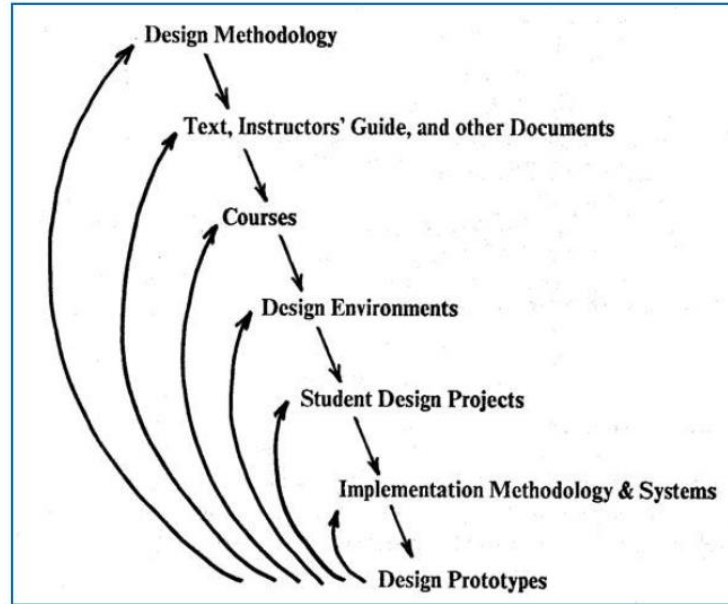 Design Methodology
Text, Instructors' Guide, and other Documents
Courses
Design Environments
Student Design Projects
Implementation Methodology & Systems
Design Prototypes